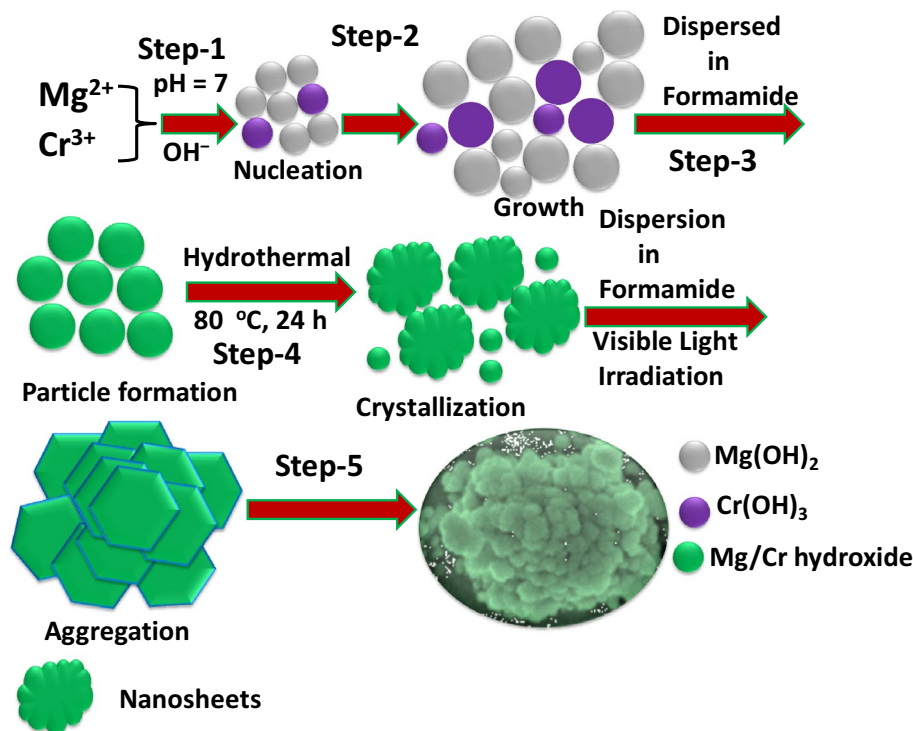 Step-1
pH = 7
Mg²⁺
Cr³⁺
OH⁻
Nucleation
Step-2
Growth
Dispersed
in
Formamide
Step-3
Particle formation
Hydrothermal
80 °C, 24 h
Step-4
Crystallization
Dispersion
in
Formamide
Visible Light
Irradiation
Aggregation
Step-5
Mg(OH)₂
Cr(OH)₃
Mg/Cr hydroxide
Nanosheets